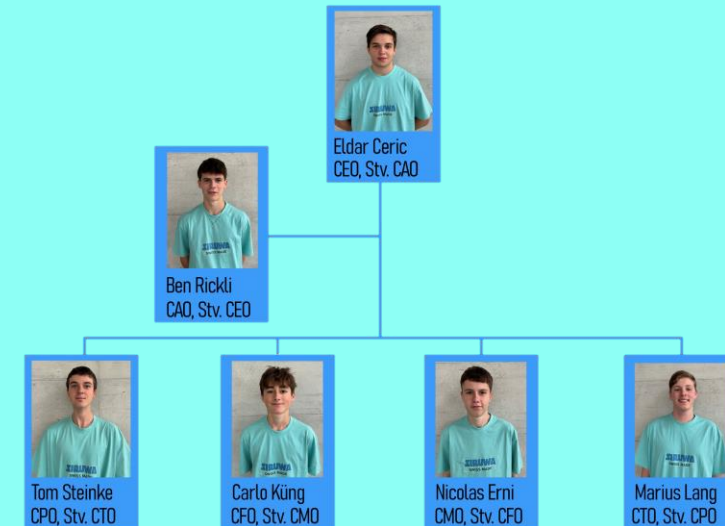 Eldar Ceric
CEO, Stv. CAO
Ben Rickli
CAO, Stv. CEO
Tom Steinke
CPO, Stv. CTO
Carlo Küng
CFO, Stv. CMO
Nicolas Erni
CMO, Stv. CFO
Marius Lang
CTO, Stv. CPO